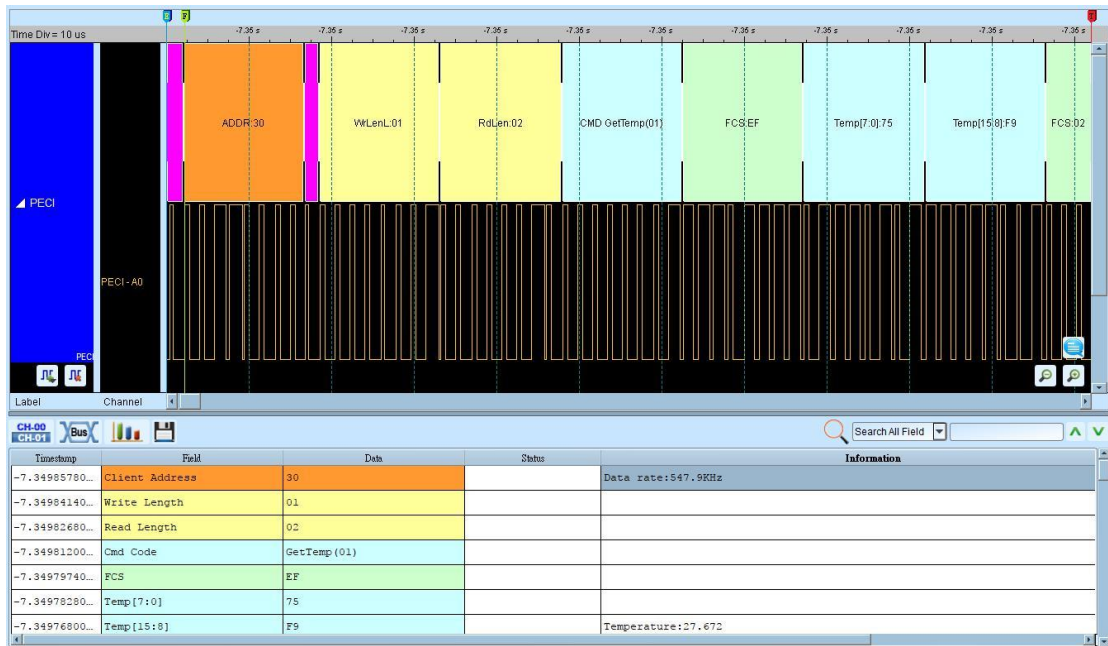 Time Div = 10 us
-7.35 s -7.35 s -7.35 s -7.35 s -7.35 s -7.35 s -7.35 s -7.35 s -7.35 s -7.35 s -7.35 s
ADDR:30 WrLenL:01 RdLen:02 CMD GetTemp(01) FCS:EF Temp[7:0]:75 Temp[15:8]:F9 FCS:02
PECI
PECI - A0
PECI
Label Channel
CH-00
CH-01
Bus
Search All Field
Timestamp Field Data Status Information
-7.34985780... Client Address 30 Data rate:547.9KHz
-7.34984140... Write Length 01
-7.34982680... Read Length 02
-7.34981200... Cmd Code GetTemp(01)
-7.34979740... FCS EF
-7.34978280... Temp[7:0] 75
-7.34976800... Temp[15:8] F9 Temperature:27.672